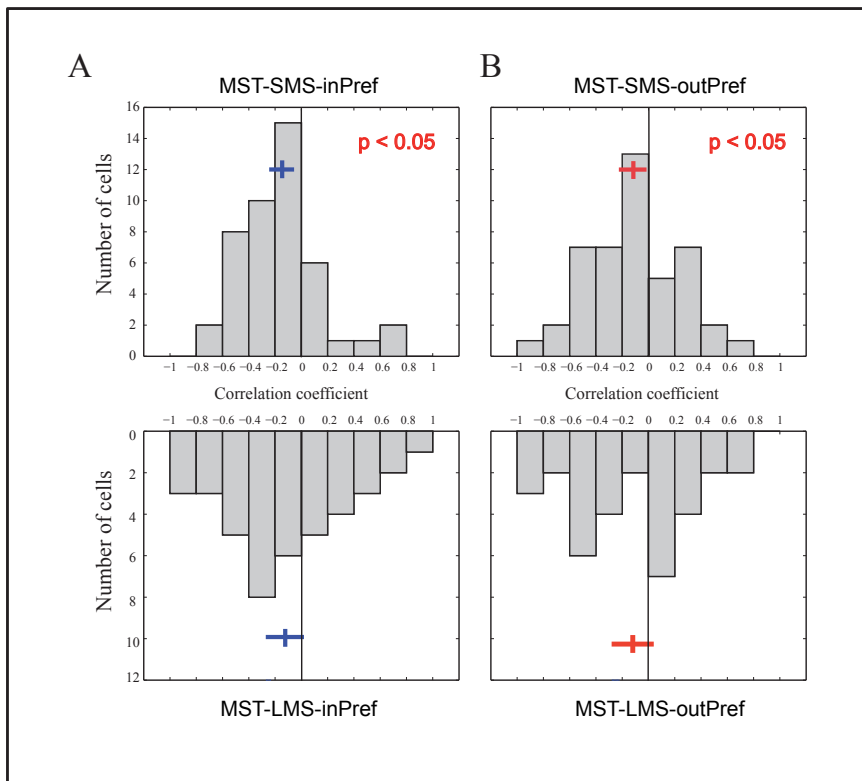 A
B
MST-SMS-inPref
MST-SMS-outPref
16
14
12
10
8
6
4
2
0
Number of cells
p < 0.05
p < 0.05
−1 −0.8 −0.6 −0.4 −0.2 0 0.2 0.4 0.6 0.8 1
−1 −0.8 −0.6 −0.4 −0.2 0 0.2 0.4 0.6 0.8 1
Correlation coefficient
Correlation coefficient
−1 −0.8 −0.6 −0.4 −0.2 0 0.2 0.4 0.6 0.8 1
−1 −0.8 −0.6 −0.4 −0.2 0 0.2 0.4 0.6 0.8 1
0
2
4
6
8
10
12
Number of cells
MST-LMS-inPref
MST-LMS-outPref